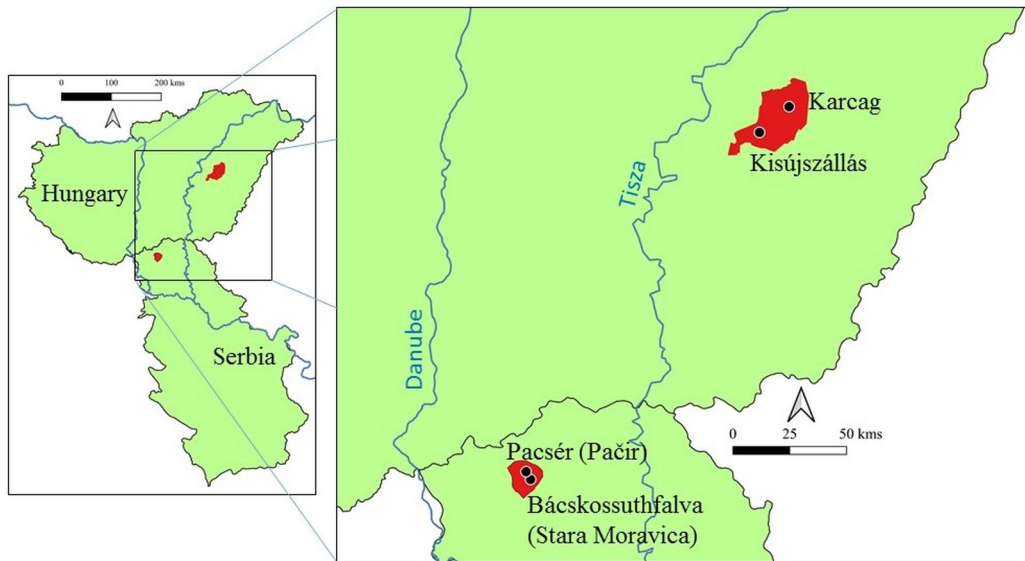 0 100 200 kms
Hungary
Serbia
Karcag
Kisújszállás
Tisza
Danube
0 25 50 kms
Pacsér (Pačir)
Bácskossuthfalva
(Stara Moravica)